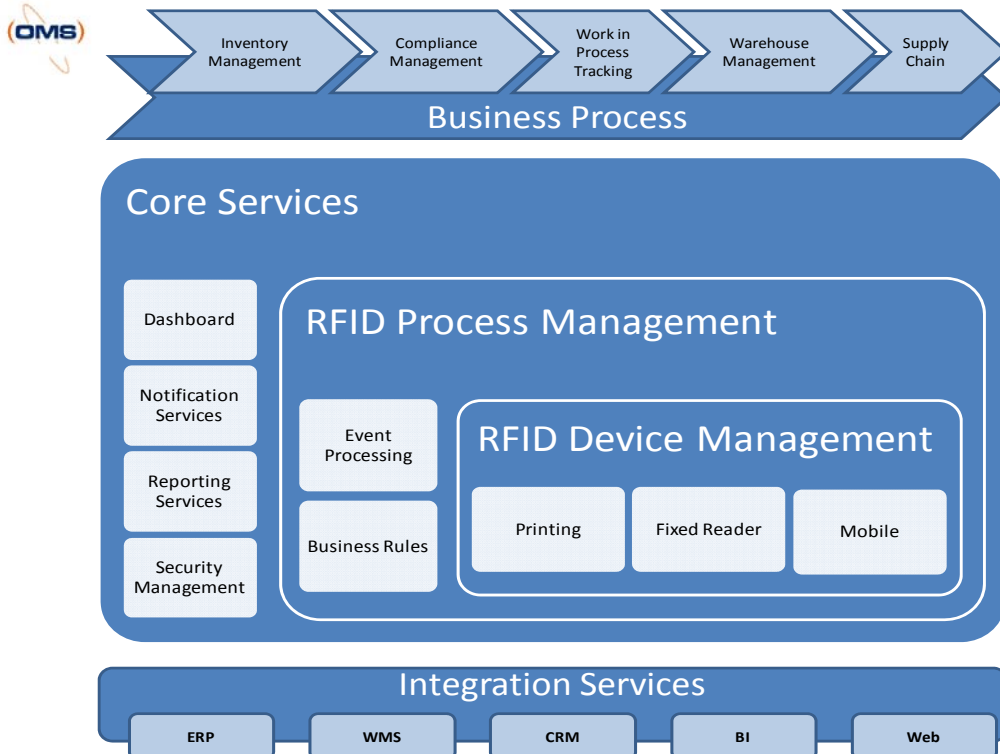 (OMS)
Inventory
Management
Compliance
Management
Work in
Process
Tracking
Warehouse
Management
Supply
Chain
Business Process
Core Services
Dashboard
Notification
Services
Reporting
Services
Security
Management
RFID Process Management
Event
Processing
Business Rules
RFID Device Management
Printing
Fixed Reader
Mobile
Integration Services
ERP
WMS
CRM
BI
Web